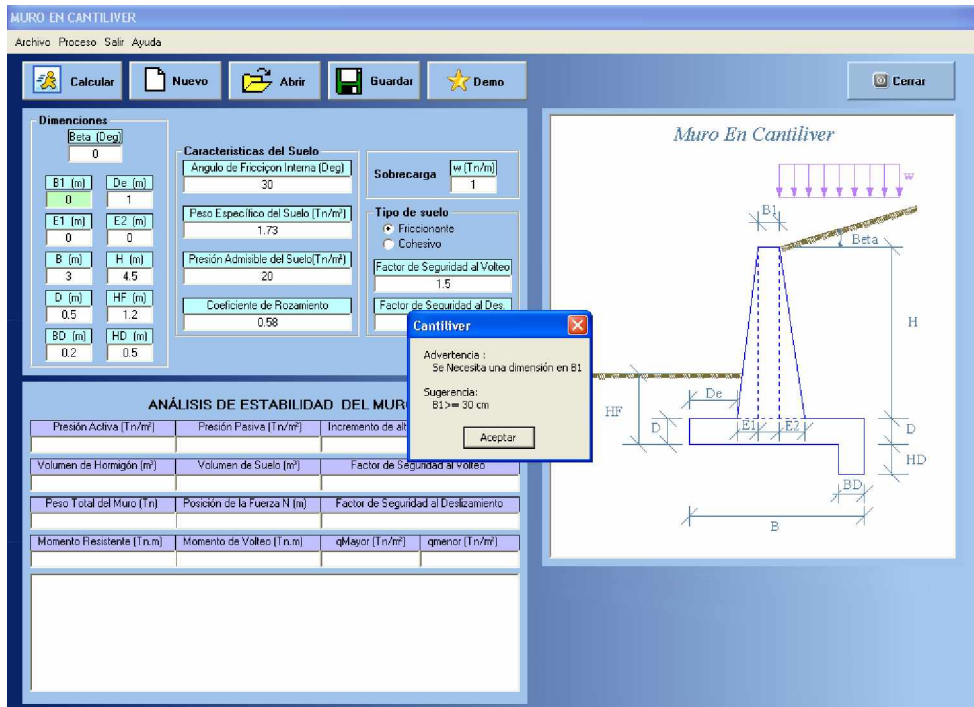 MURO EN CANTILIVER
Archivo Proceso Salir Ayuda
Calcular Nuevo Abrir Guardar Demo Cerrar
Dimenciones
Beta (Deg)
0
B1 (m) De (m)
0 1
E1 (m) E2 (m)
0 0
B (m) H (m)
3 4.5
D (m) HF (m)
0.5 1.2
BD (m) HD (m)
0.2 0.5
Caracteristicas del Suelo
Angulo de Fricciçon Interna (Deg)
30
Peso Específico del Suelo (Tn/m³)
1.73
Presión Admisible del Suelo(Tn/m²)
20
Coeficiente de Rozamiento
0.58
Sobrecarga
w (Tn/m)
1
Tipo de suelo
Friccionante
Cohesivo
Factor de Seguridad al Volteo
1.5
Factor de Seguridad al Des.
Cantiliver
Advertencia :
Se Necesita una dimensión en B1
Sugerencia:
B1>= 30 cm
Aceptar
ANÁLISIS DE ESTABILIDAD DEL MUR
Presión Activa (Tn/m²) Presión Pasiva (Tn/m²) Incremento de alt
Volumen de Hormigón (m³) Volumen de Suelo (m³) Factor de Seguridad al Volteo
Peso Total del Muro (Tn) Posición de la Fuerza N (m) Factor de Seguridad al Deslizamiento
Momento Resistente (Tn.m) Momento de Volteo (Tn.m) qMayor (Tn/m²) qmenor (Tn/m²)
Muro En Cantiliver
w
B1
Beta
H
De
HF
D
E1
E2
D
HD
BD
B